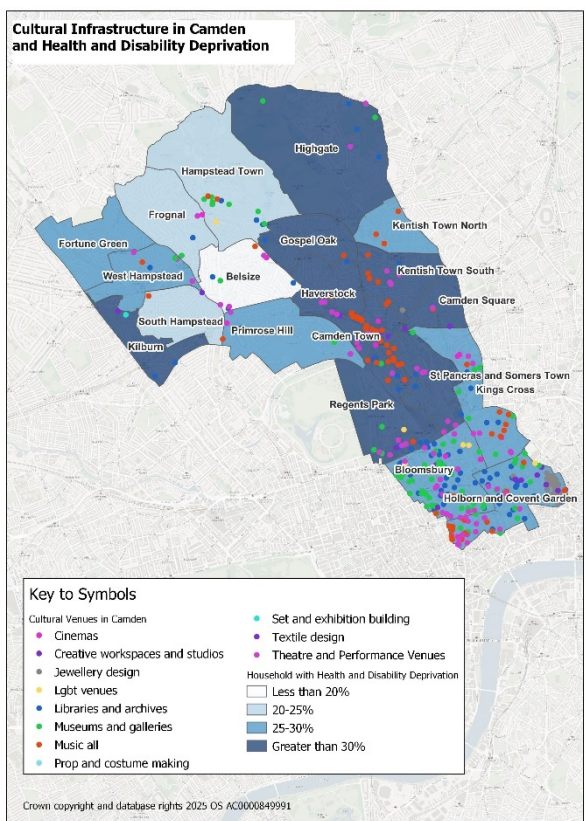 Cultural Infrastructure in Camden
and Health and Disability Deprivation
Highgate
Hampstead Town
Frognal
Kentish Town North
Fortune Green
Gospel Oak
Kentish Town South
West Hampstead
Belsize
Haverstock
Camden Square
South Hampstead
Primrose Hill
Camden Town
Kilburn
St Pancras and Somers Town
Kings Cross
Regents Park
Bloomsbury
Holborn and Covent Garden
Key to Symbols
Cultural Venues in Camden
Cinemas
Creative workspaces and studios
Jewellery design
Lgbt venues
Libraries and archives
Museums and galleries
Music all
Prop and costume making
Set and exhibition building
Textile design
Theatre and Performance Venues
Household with Health and Disability Deprivation
Less than 20%
20-25%
25-30%
Greater than 30%
Crown copyright and database rights 2025 OS AC0000849991